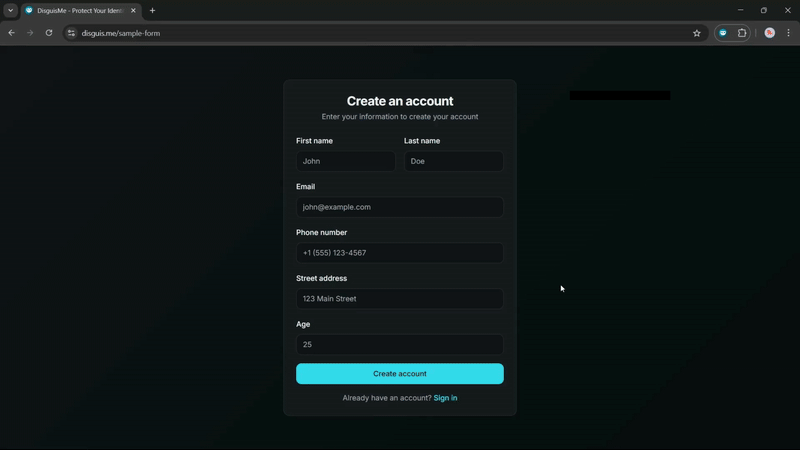 DisguisMe - Protect Your Identi
disguis.me/sample-form
Create an account
Enter your information to create your account
First name
Last name
John
Doe
Email
john@example.com
Phone number
+1 (555) 123-4567
Street address
123 Main Street
Age
25
Create account
Already have an account? Sign in